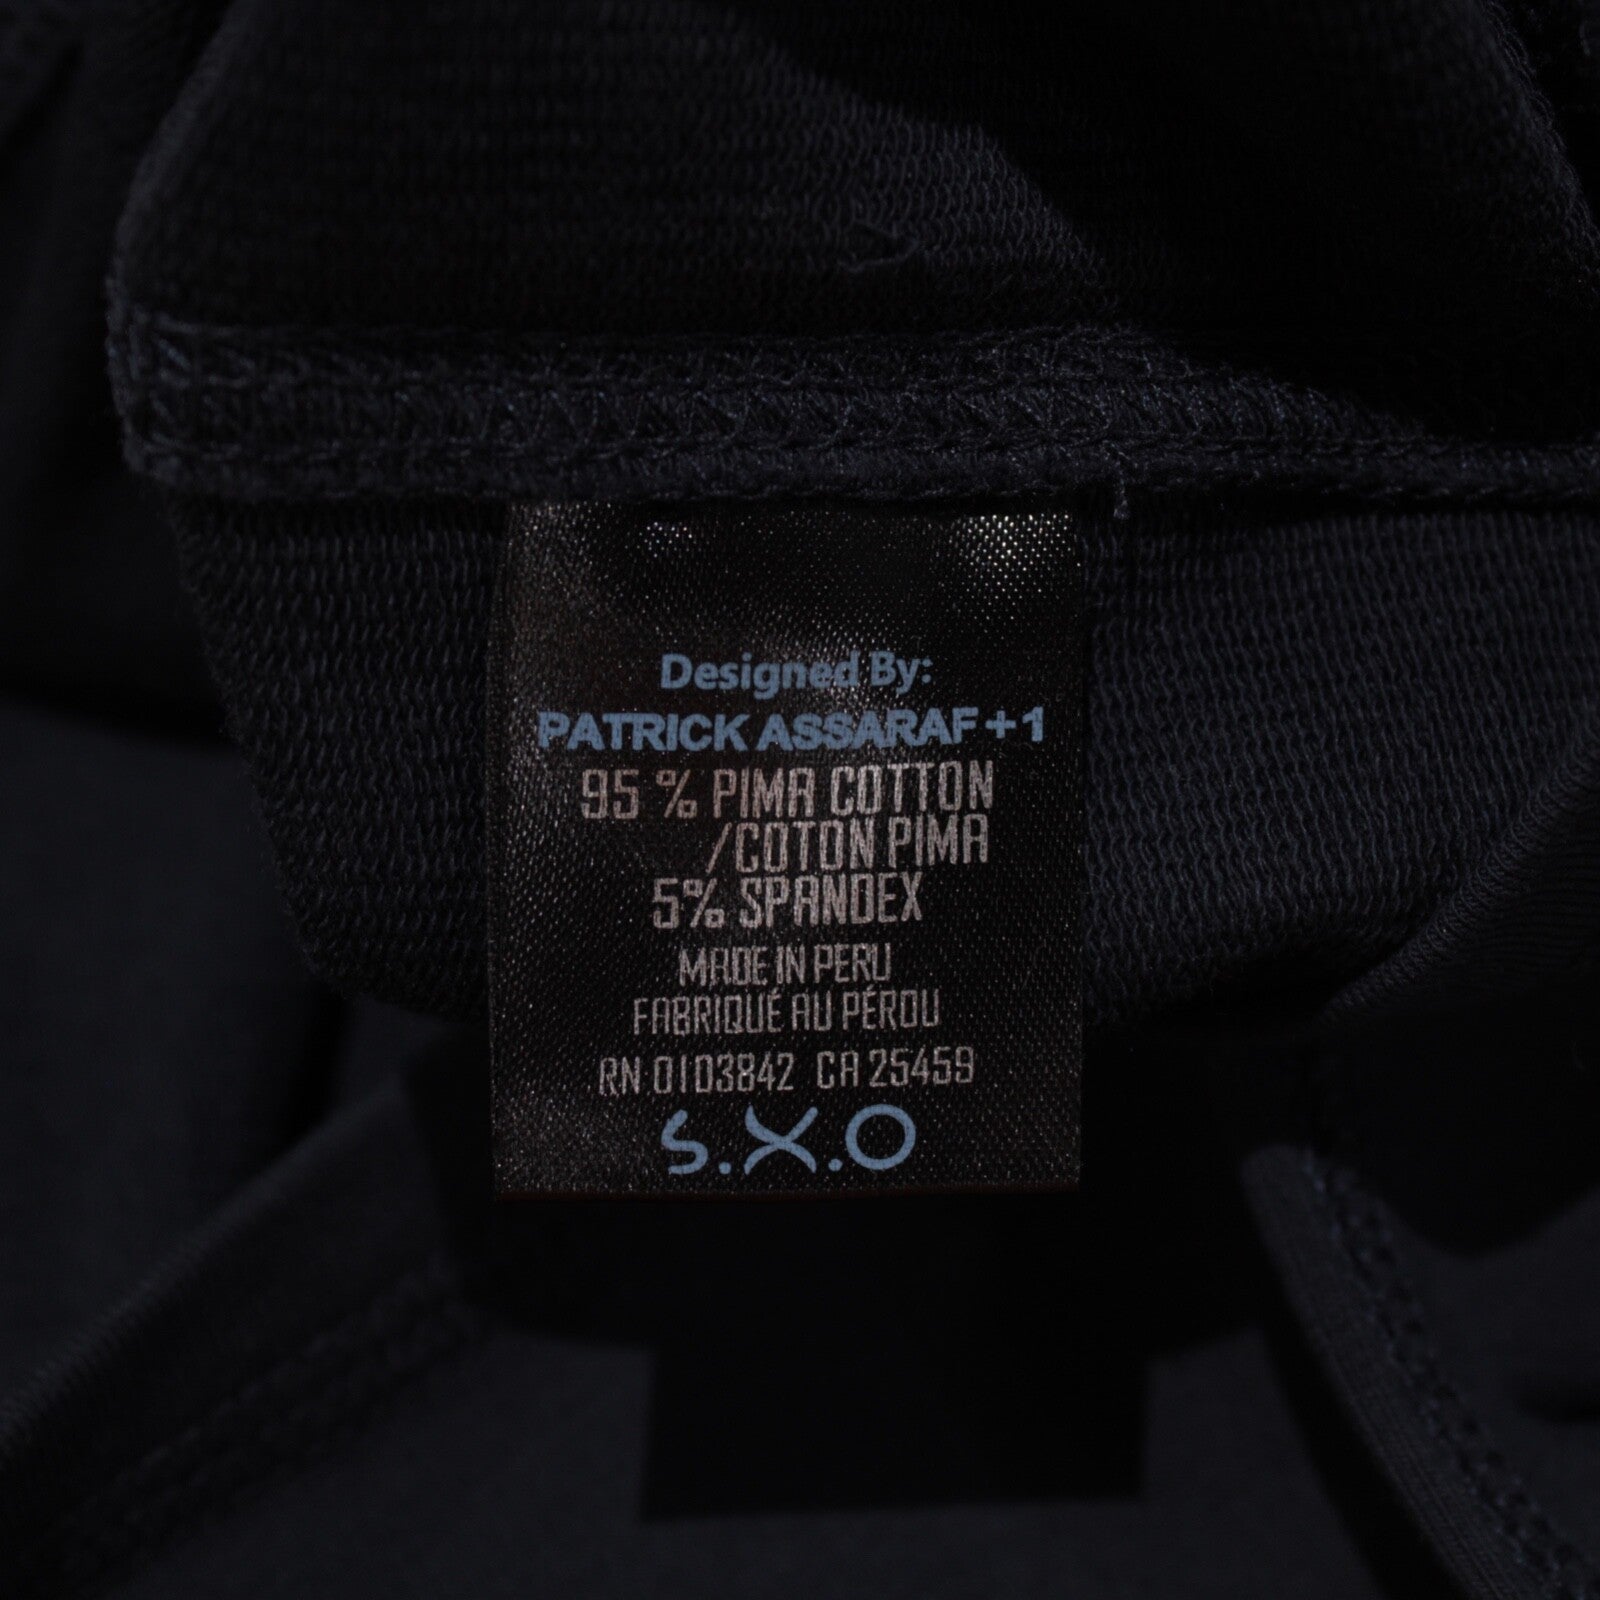 Designed By:
PATRICK ASSARAF+1
95 % PIMA COTTON
/COTON PIMA
5% SPANDEX
MADE IN PERU
FABRIQUÉ AU PÉROU
RN 0103842 CA 25459
S.X.O